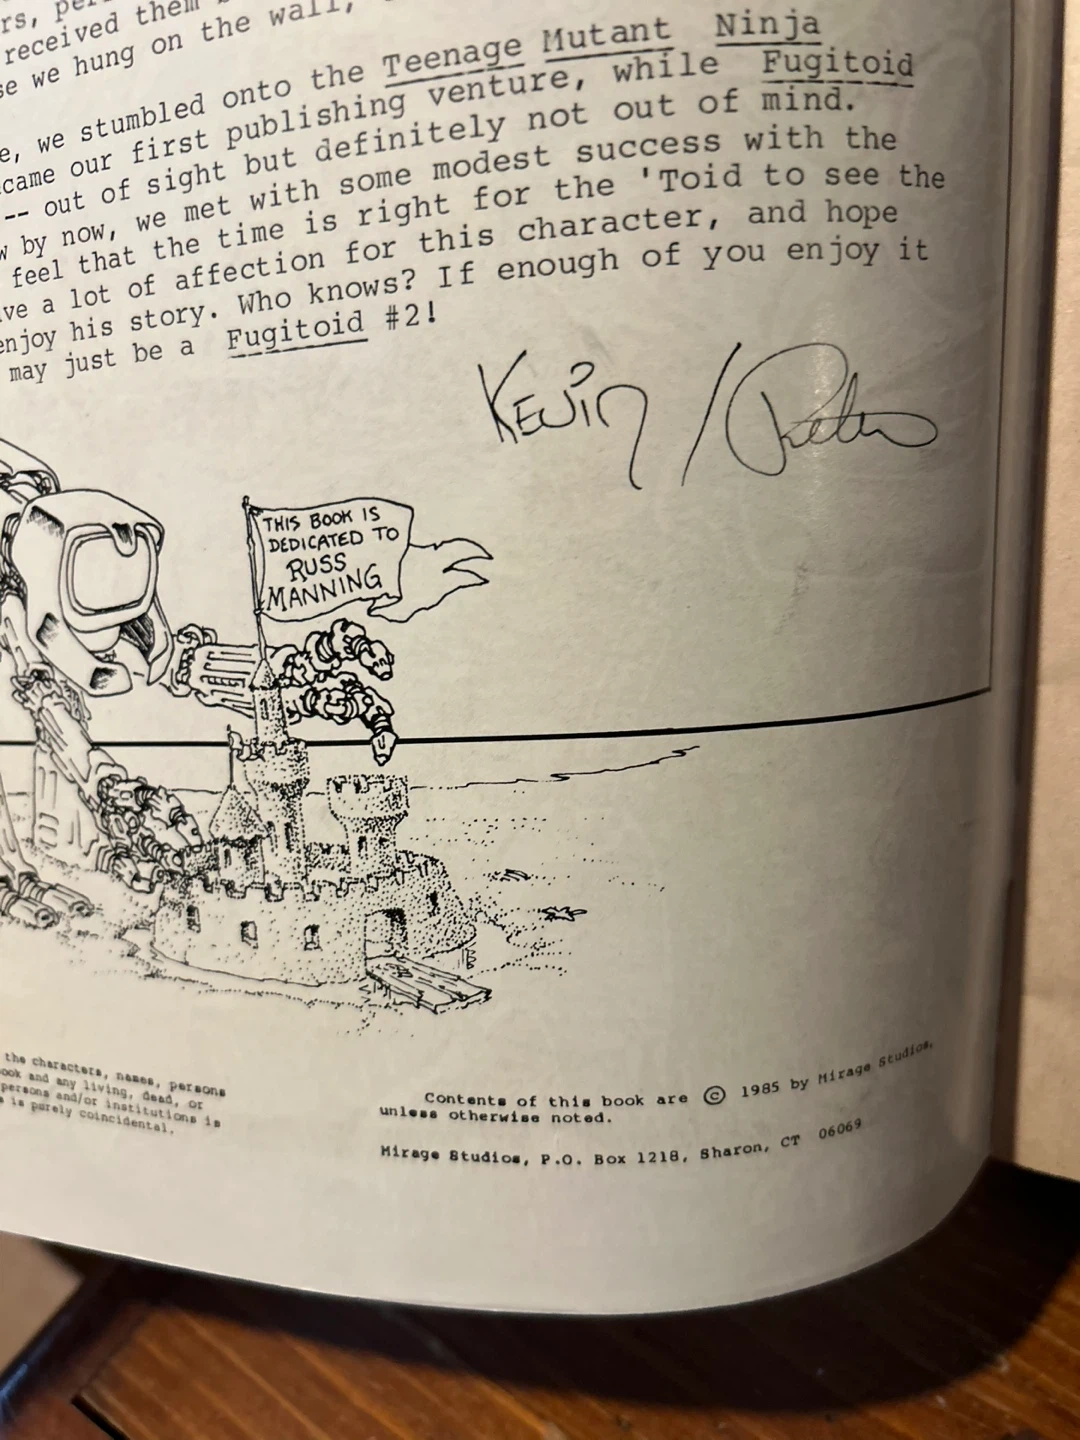 received them
we hung on the wall,
we stumbled onto the Teenage Mutant Ninja
came our first publishing venture, while Fugitoid
-- out of sight but definitely not out of mind.
by now, we met with some modest success with the
feel that the time is right for the 'Toid to see the
ve a lot of affection for this character, and hope
enjoy his story. Who knows? If enough of you enjoy it
may just be a Fugitoid #2!
Kevin / Peter
THIS BOOK IS
DEDICATED TO
RUSS
MANNING
the characters, names, persons
ook and any living, dead, or
persons and/or institutions is
is purely coincidental.
Contents of this book are © 1985 by Mirage Studios,
unless otherwise noted.
Mirage Studios, P.O. Box 1218, Sharon, CT 06069